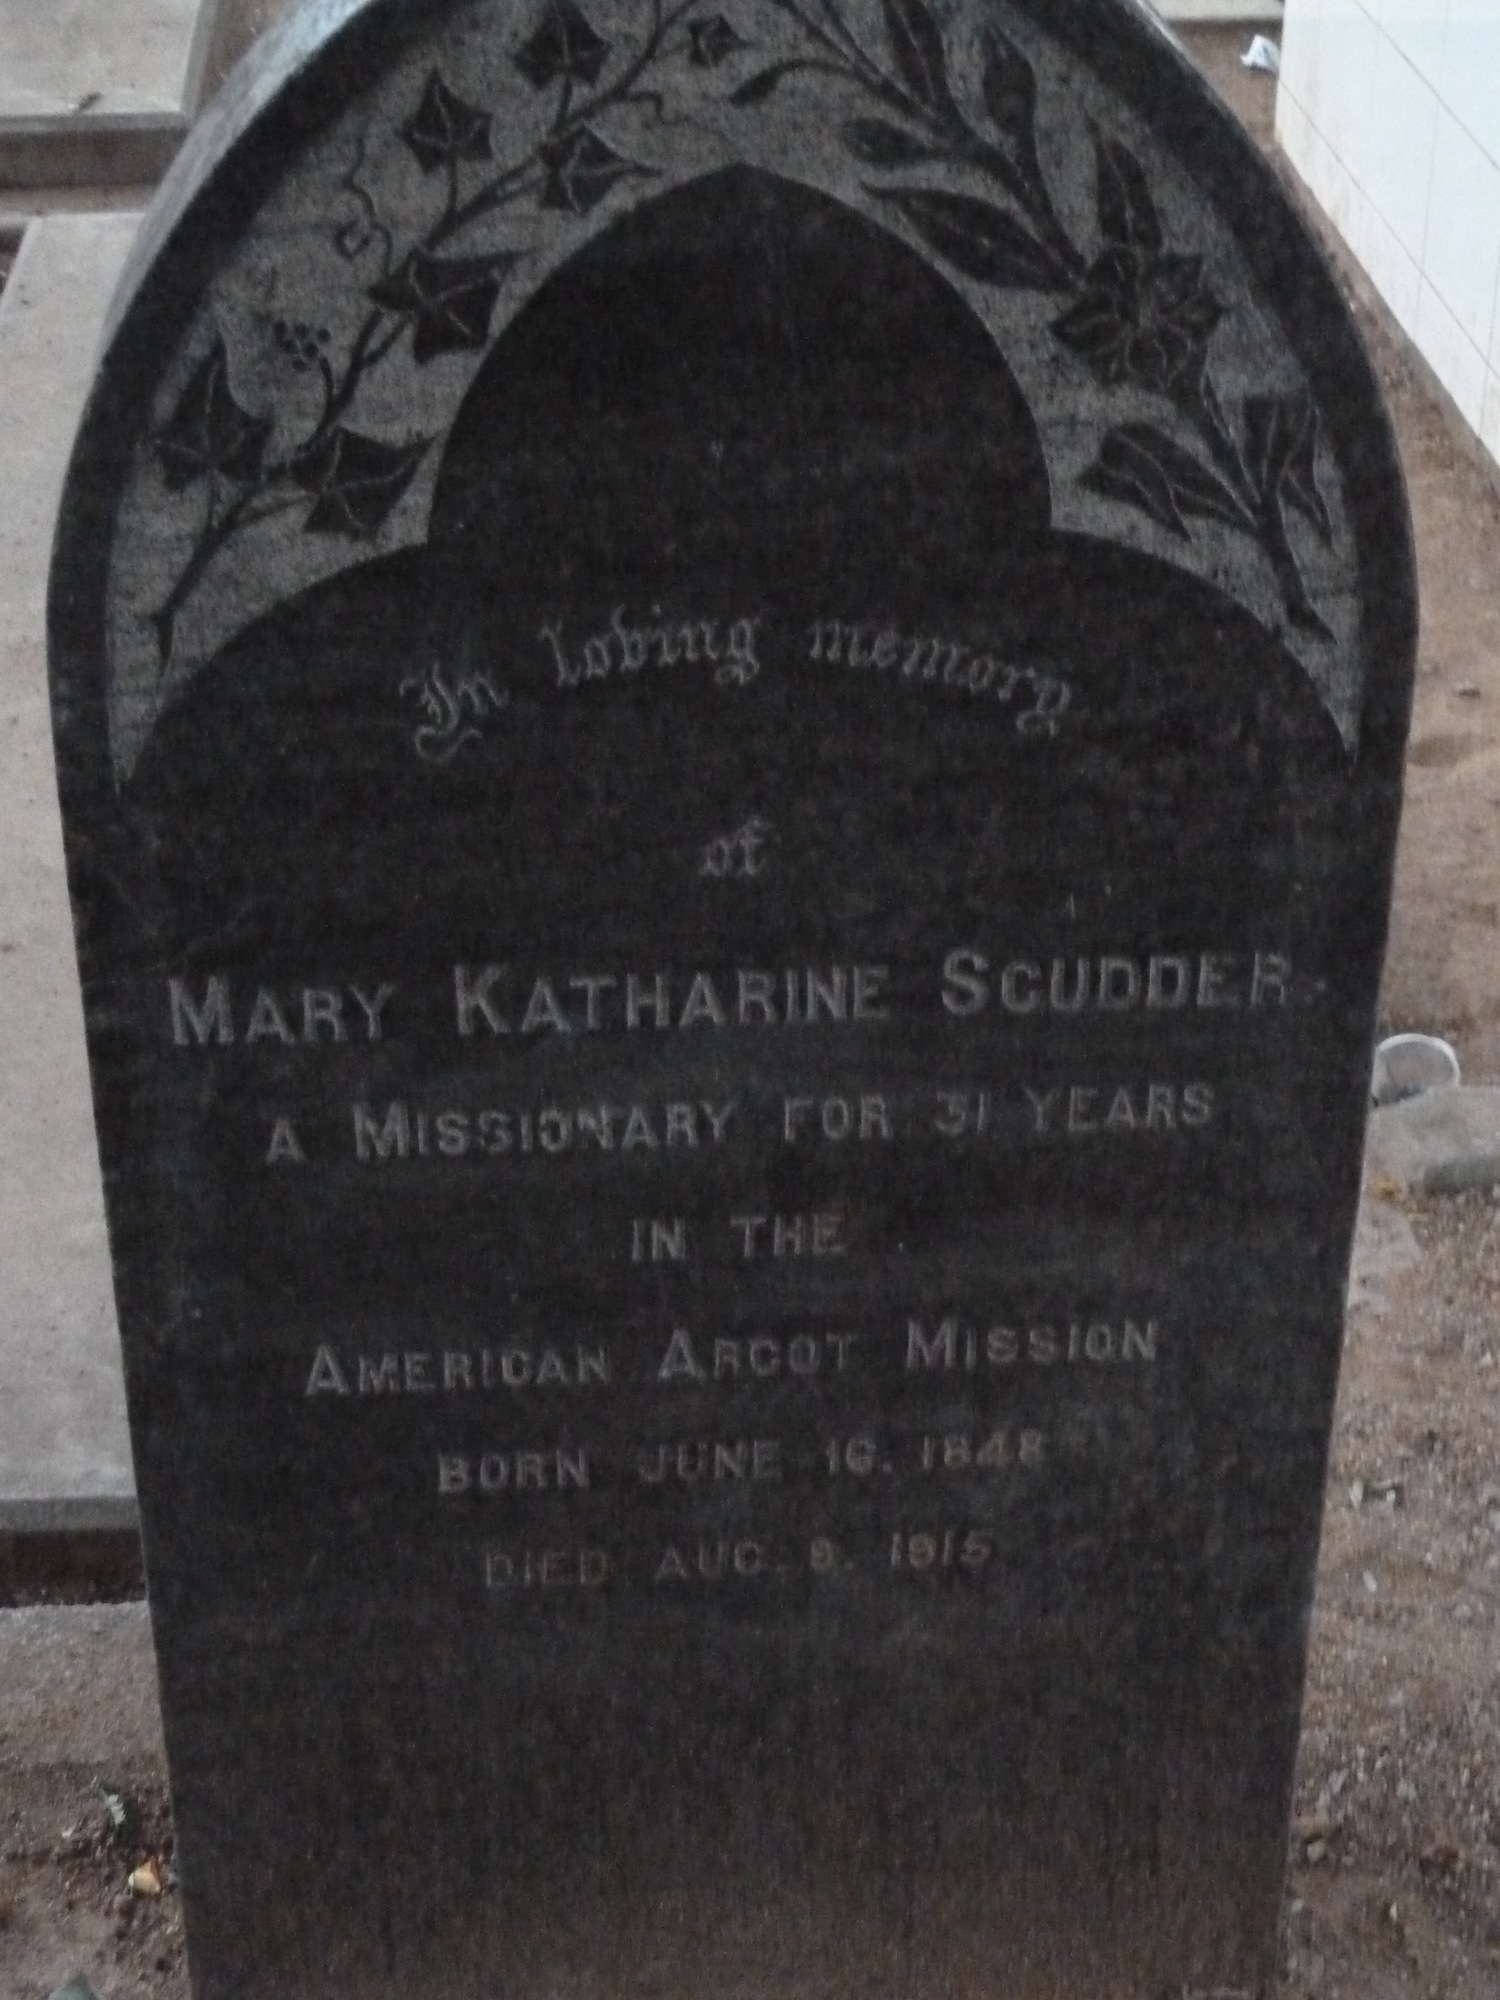 In loving memory
of
MARY KATHARINE SCUDDER.
A MISSIONARY FOR 31 YEARS
IN THE
AMERICAN ARCOT MISSION
BORN JUNE 16. 1848
DIED AUG. 9. 1915